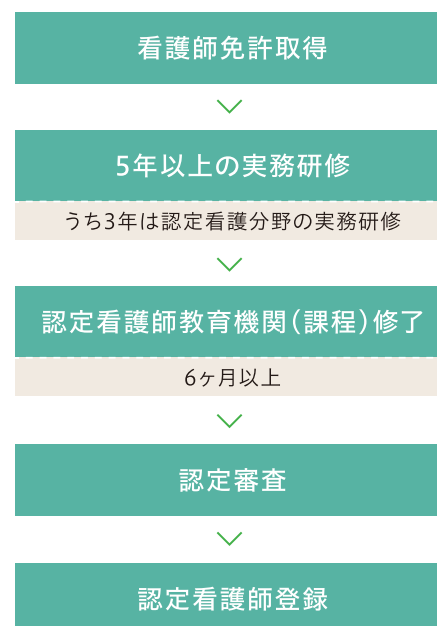 看護師免許取得
5年以上の実務研修
うち3年は認定看護分野の実務研修
認定看護師教育機関（課程）修了
6ヶ月以上
認定審査
認定看護師登録